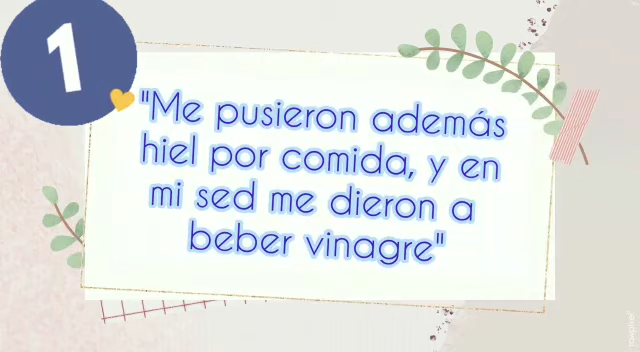 1
"Me pusieron además
hiel por comida, y en
mi sed me dieron a
beber vinagre"